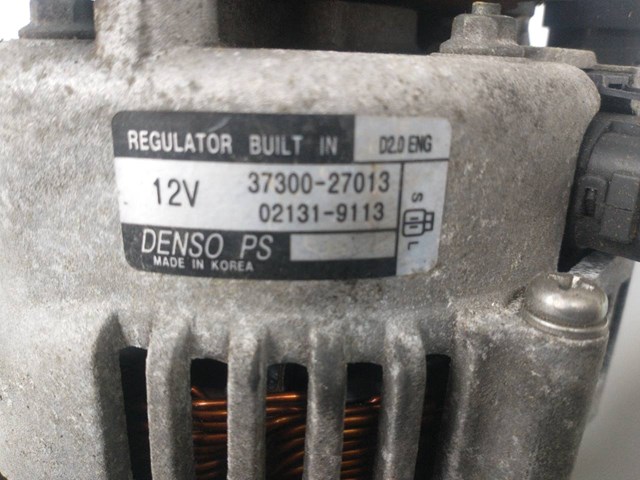 REGULATOR BUILT IN D2.0 ENG
12V 37300-27013
02131-9113
S
L
DENSO PS
MADE IN KOREA